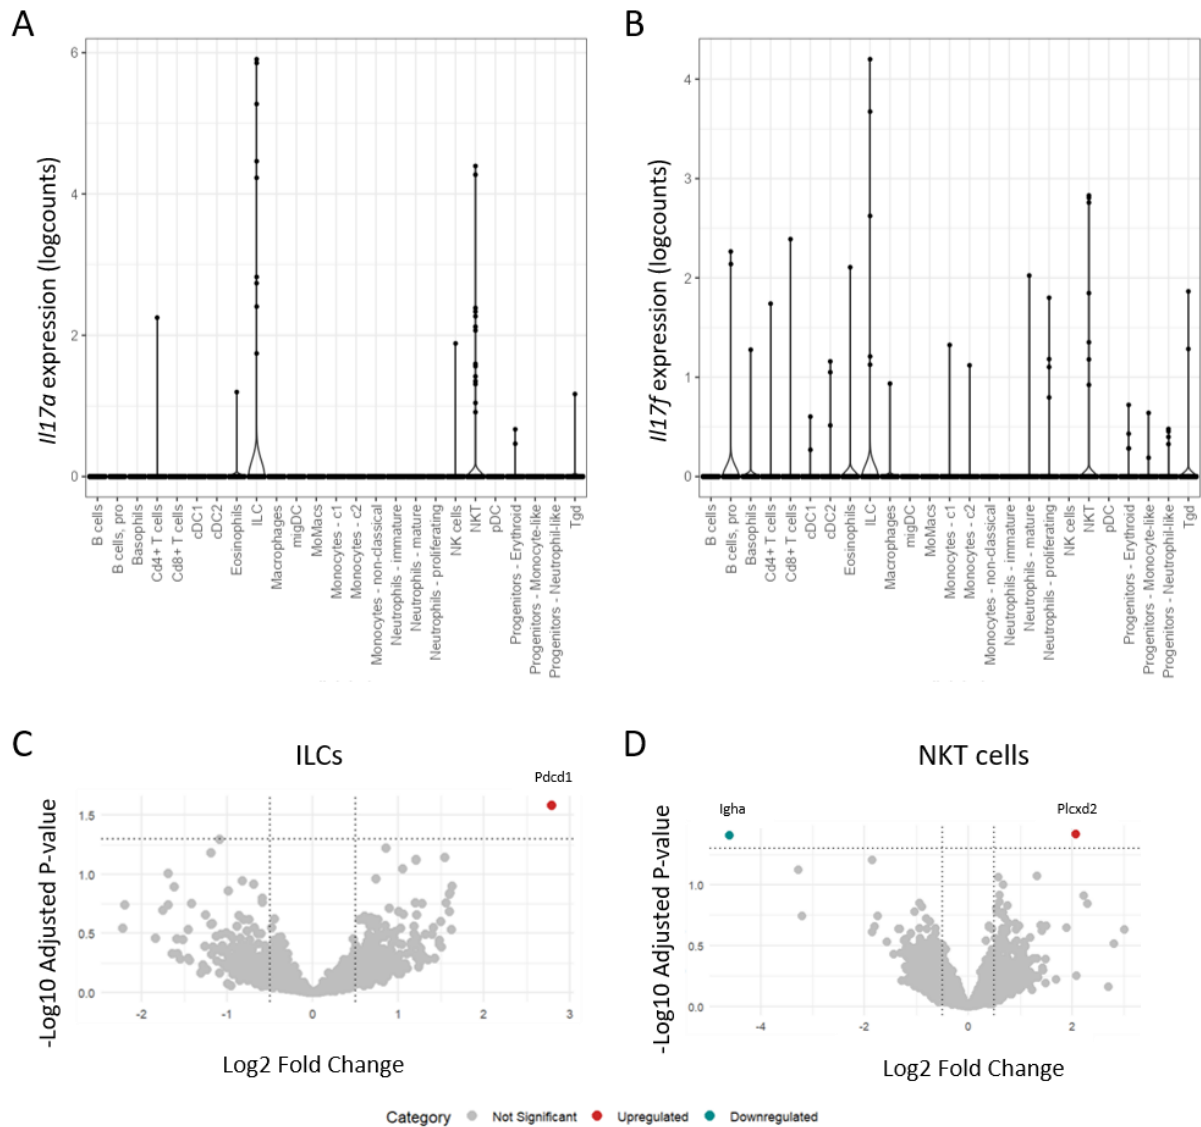 A
Il17a expression (logcounts)
6
4
2
0
B cells
B cells, pro
Basophils
Cd4+ T cells
Cd8+ T cells
cDC1
cDC2
Eosinophils
ILC
Macrophages
migDC
MoMacs
Monocytes - c1
Monocytes - c2
Monocytes - non-classical
Neutrophils - immature
Neutrophils - mature
Neutrophils - proliferating
NK cells
NKT
pDC
Progenitors - Erythroid
Progenitors - Monocyte-like
Progenitors - Neutrophil-like
Tgd
B
Il17f expression (logcounts)
4
3
2
1
0
B cells
B cells, pro
Basophils
Cd4+ T cells
Cd8+ T cells
cDC1
cDC2
Eosinophils
ILC
Macrophages
migDC
MoMacs
Monocytes - c1
Monocytes - c2
Monocytes - non-classical
Neutrophils - immature
Neutrophils - mature
Neutrophils - proliferating
NK cells
NKT
pDC
Progenitors - Erythroid
Progenitors - Monocyte-like
Progenitors - Neutrophil-like
Tgd
C
ILCs
Pdcd1
-Log10 Adjusted P-value
1.5
1.0
0.5
0.0
-2 -1 0 1 2 3
Log2 Fold Change
D
NKT cells
Igha Plcxd2
-Log10 Adjusted P-value
1.0
0.5
0.0
-4 -2 0 2
Log2 Fold Change
Category Not Significant Upregulated Downregulated